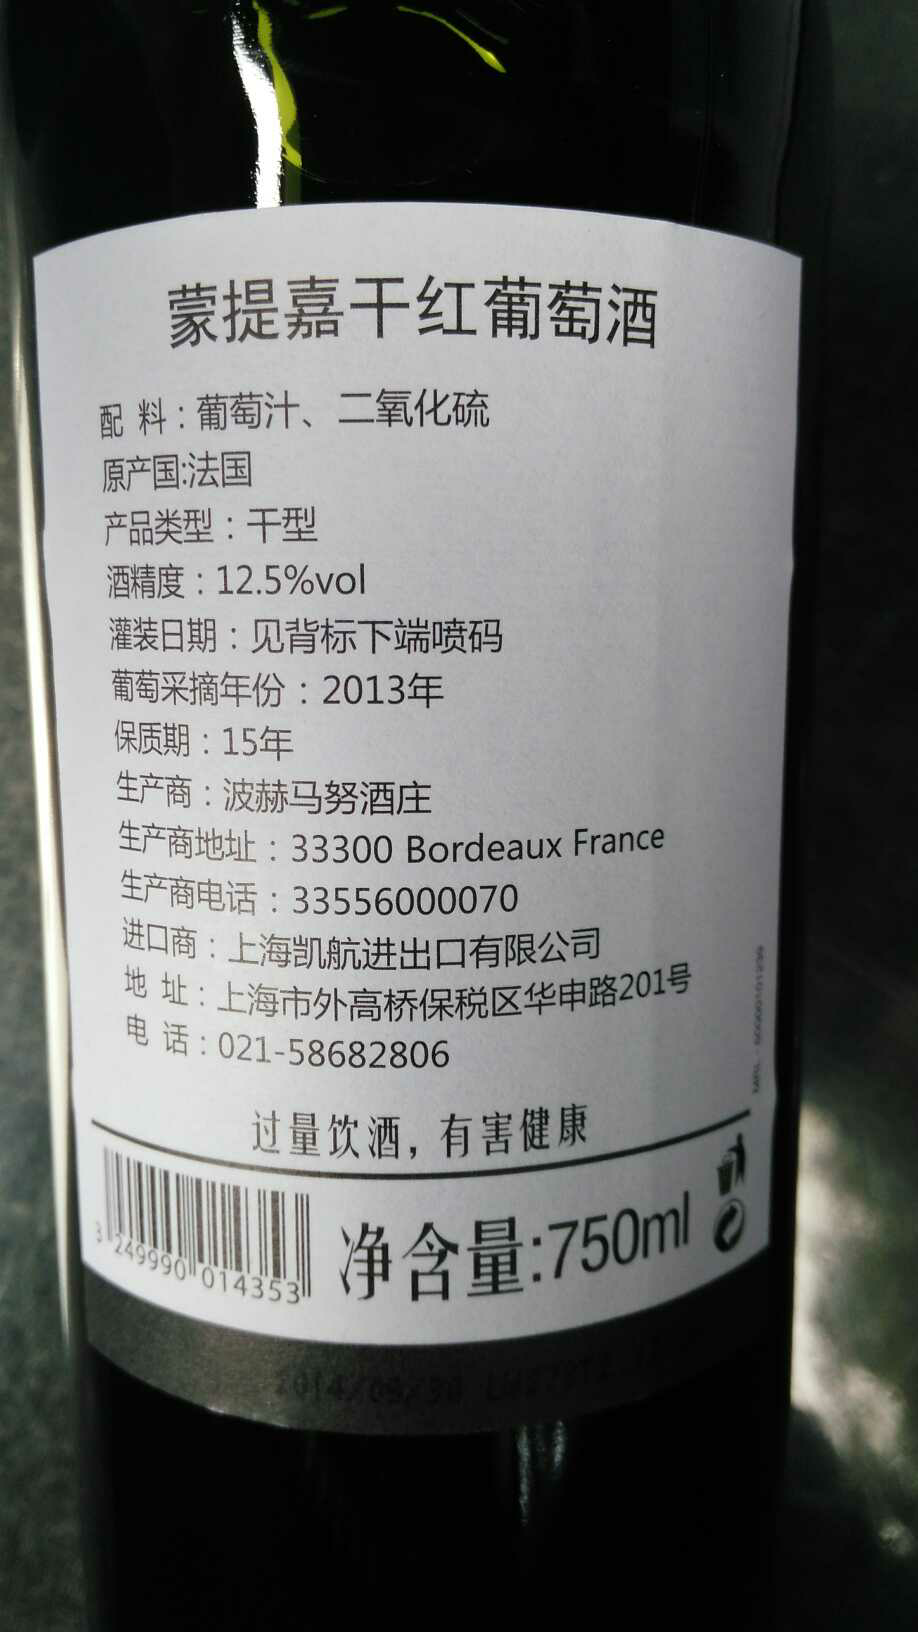 蒙提嘉干红葡萄酒
配 料：葡萄汁、二氧化硫
原产国:法国
产品类型：干型
酒精度：12.5%vol
灌装日期：见背标下端喷码
葡萄采摘年份：2013年
保质期：15年
生产商：波赫马努酒庄
生产商地址：33300 Bordeaux France
生产商电话：33556000070
进口商：上海凯航进出口有限公司
地 址：上海市外高桥保税区华申路201号
电 话：021-58682806
过量饮酒，有害健康
3 249990 014353
净含量:750ml
2014/09/30